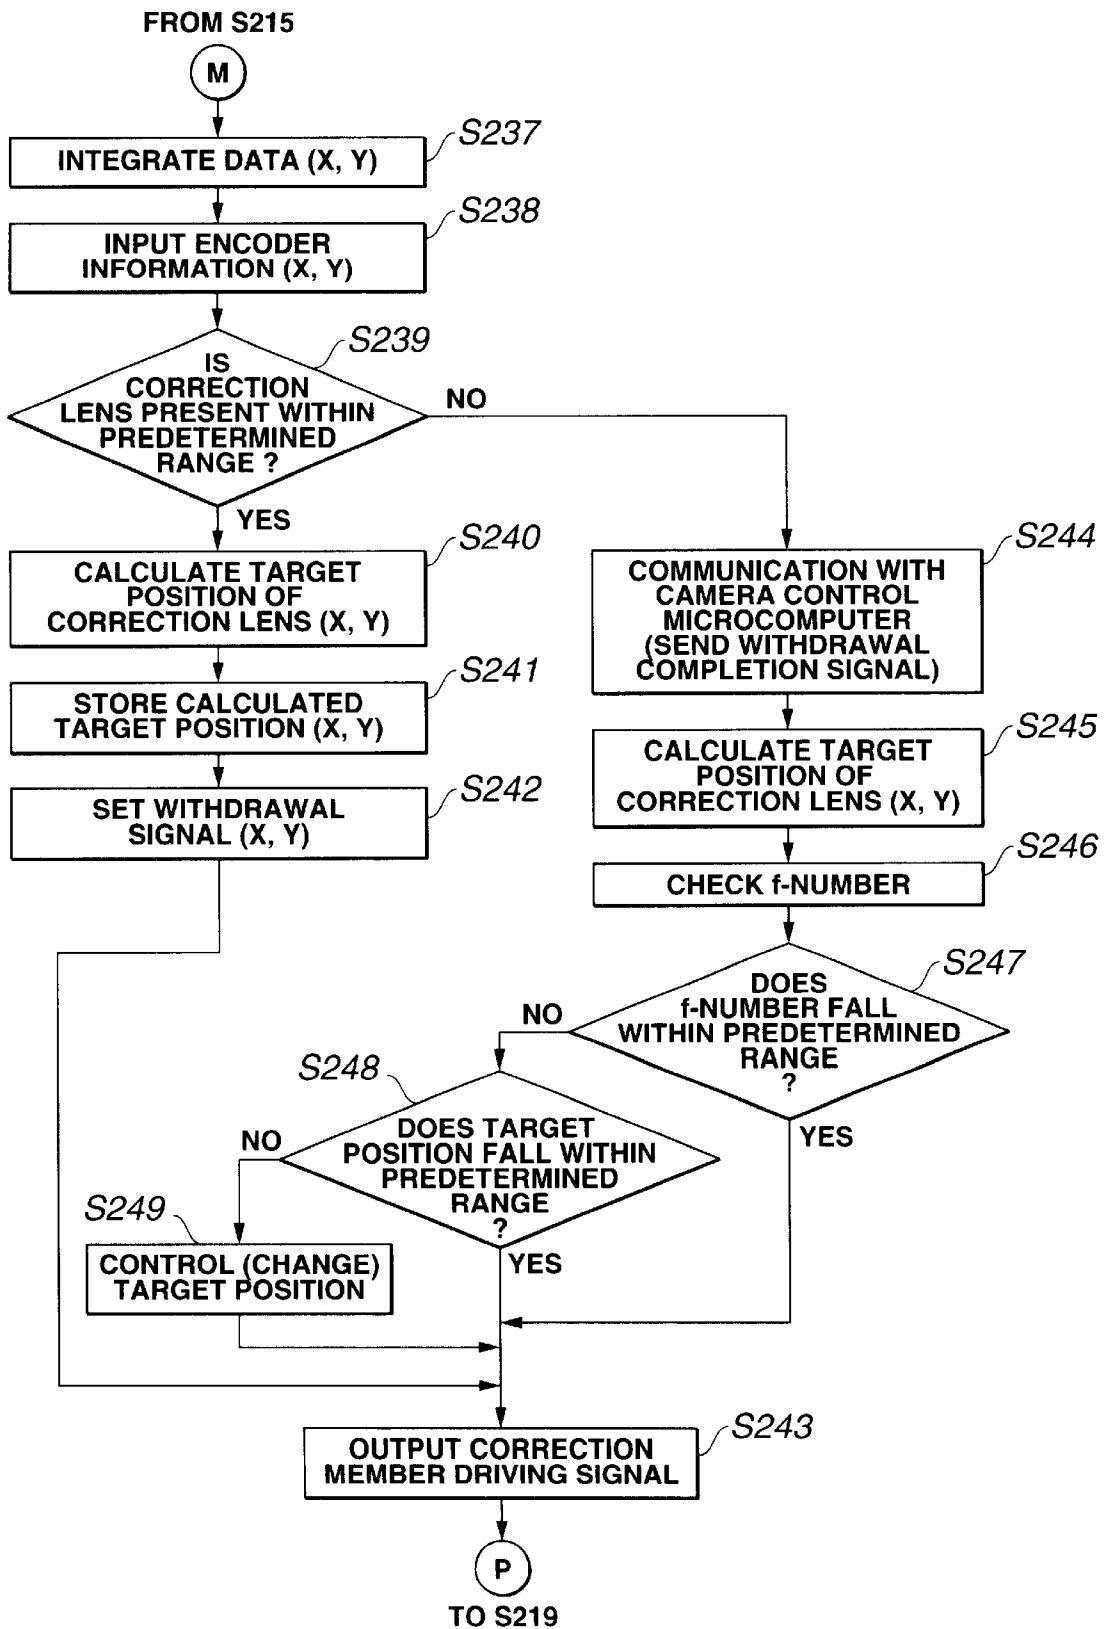 FROM S215
M
S237
INTEGRATE DATA (X, Y)
S238
INPUT ENCODER
INFORMATION (X, Y)
S239
IS
CORRECTION
LENS PRESENT WITHIN
PREDETERMINED
RANGE ?
NO
YES
S240
CALCULATE TARGET
POSITION OF
CORRECTION LENS (X, Y)
S241
STORE CALCULATED
TARGET POSITION (X, Y)
S242
SET WITHDRAWAL
SIGNAL (X, Y)
S244
COMMUNICATION WITH
CAMERA CONTROL
MICROCOMPUTER
(SEND WITHDRAWAL
COMPLETION SIGNAL)
S245
CALCULATE TARGET
POSITION OF
CORRECTION LENS (X, Y)
S246
CHECK f-NUMBER
S247
DOES
f-NUMBER FALL
WITHIN PREDETERMINED
RANGE
?
NO
YES
S248
DOES TARGET
POSITION FALL WITHIN
PREDETERMINED
RANGE
?
NO
YES
S249
CONTROL (CHANGE)
TARGET POSITION
S243
OUTPUT CORRECTION
MEMBER DRIVING SIGNAL
P
TO S219